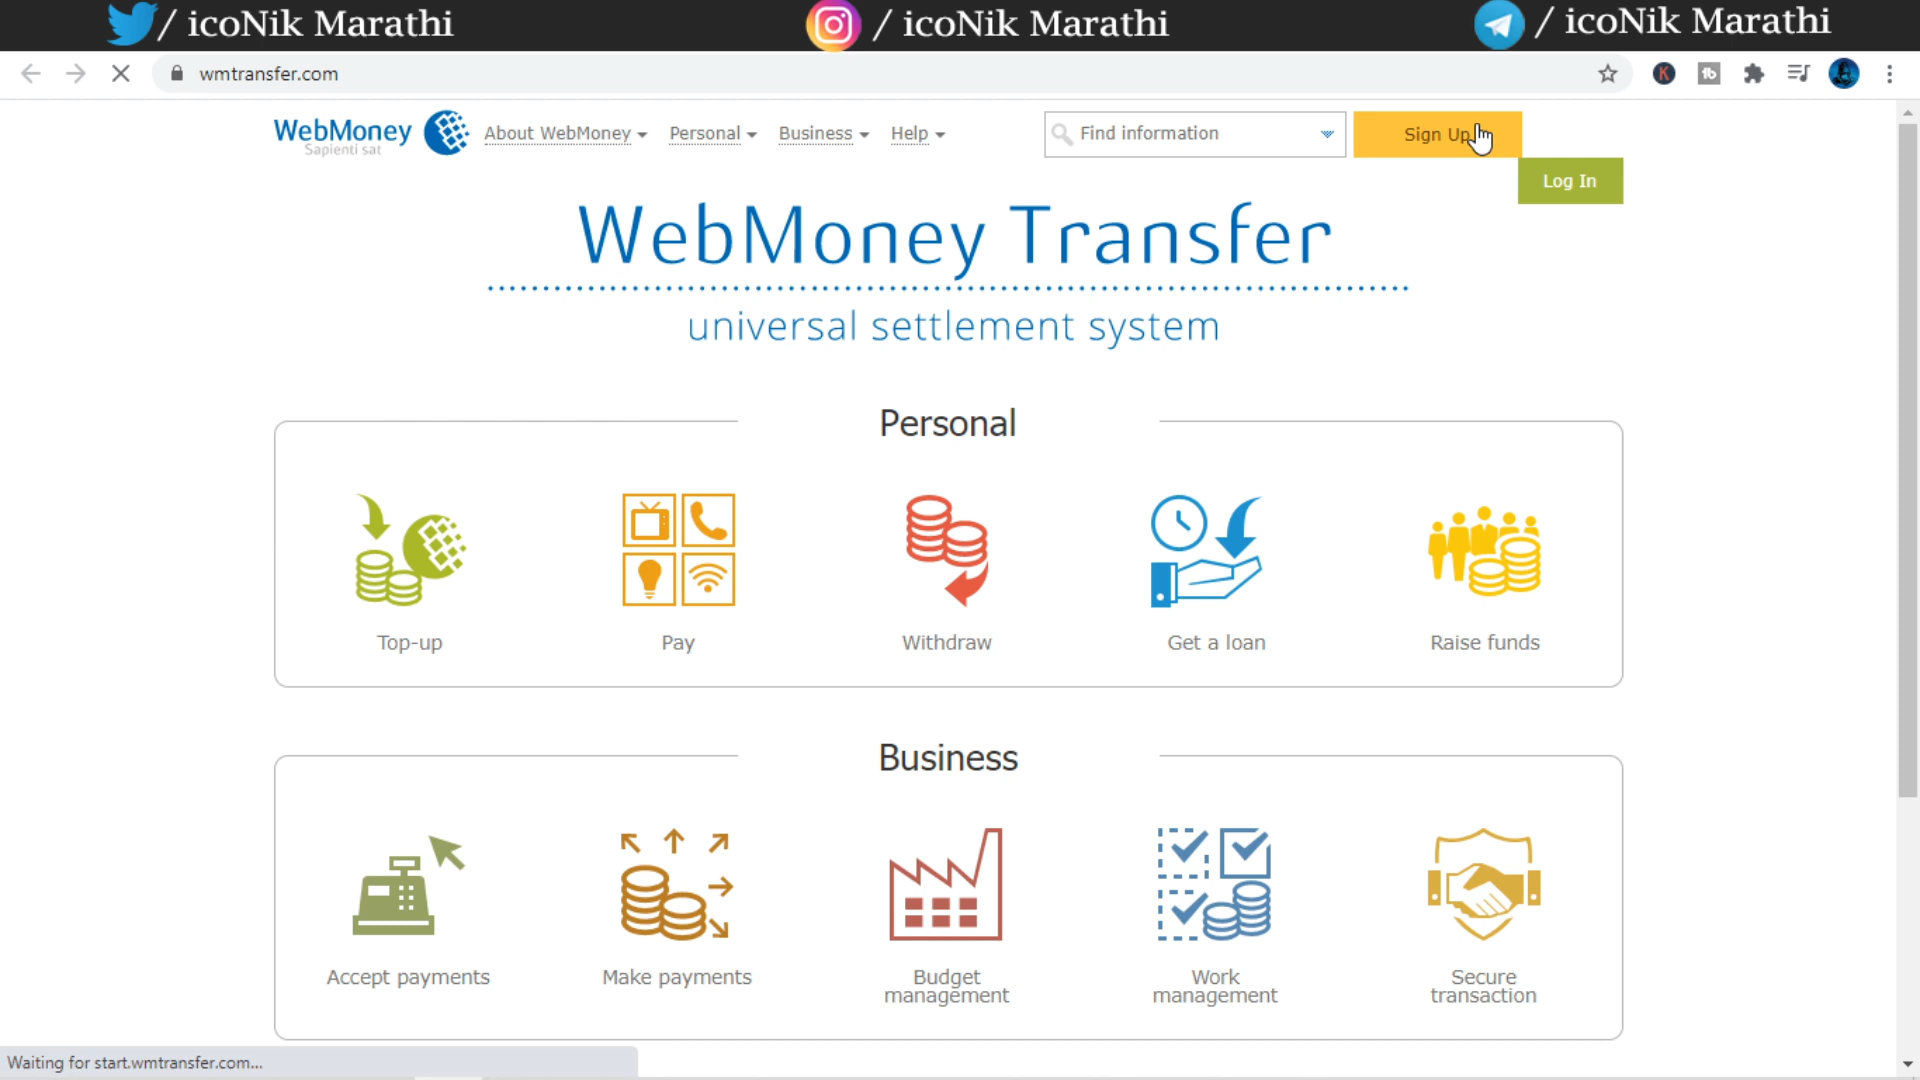 / icoNik Marathi
/ icoNik Marathi
/ icoNik Marathi
wmtransfer.com
WebMoney
Sapienti sat
About WebMoney
Personal
Business
Help
Find information
Sign Up
Log In
WebMoney Transfer
universal settlement system
Personal
Top-up
Pay
Withdraw
Get a loan
Raise funds
Business
Accept payments
Make payments
Budget
management
Work
management
Secure
transaction
Waiting for start.wmtransfer.com...